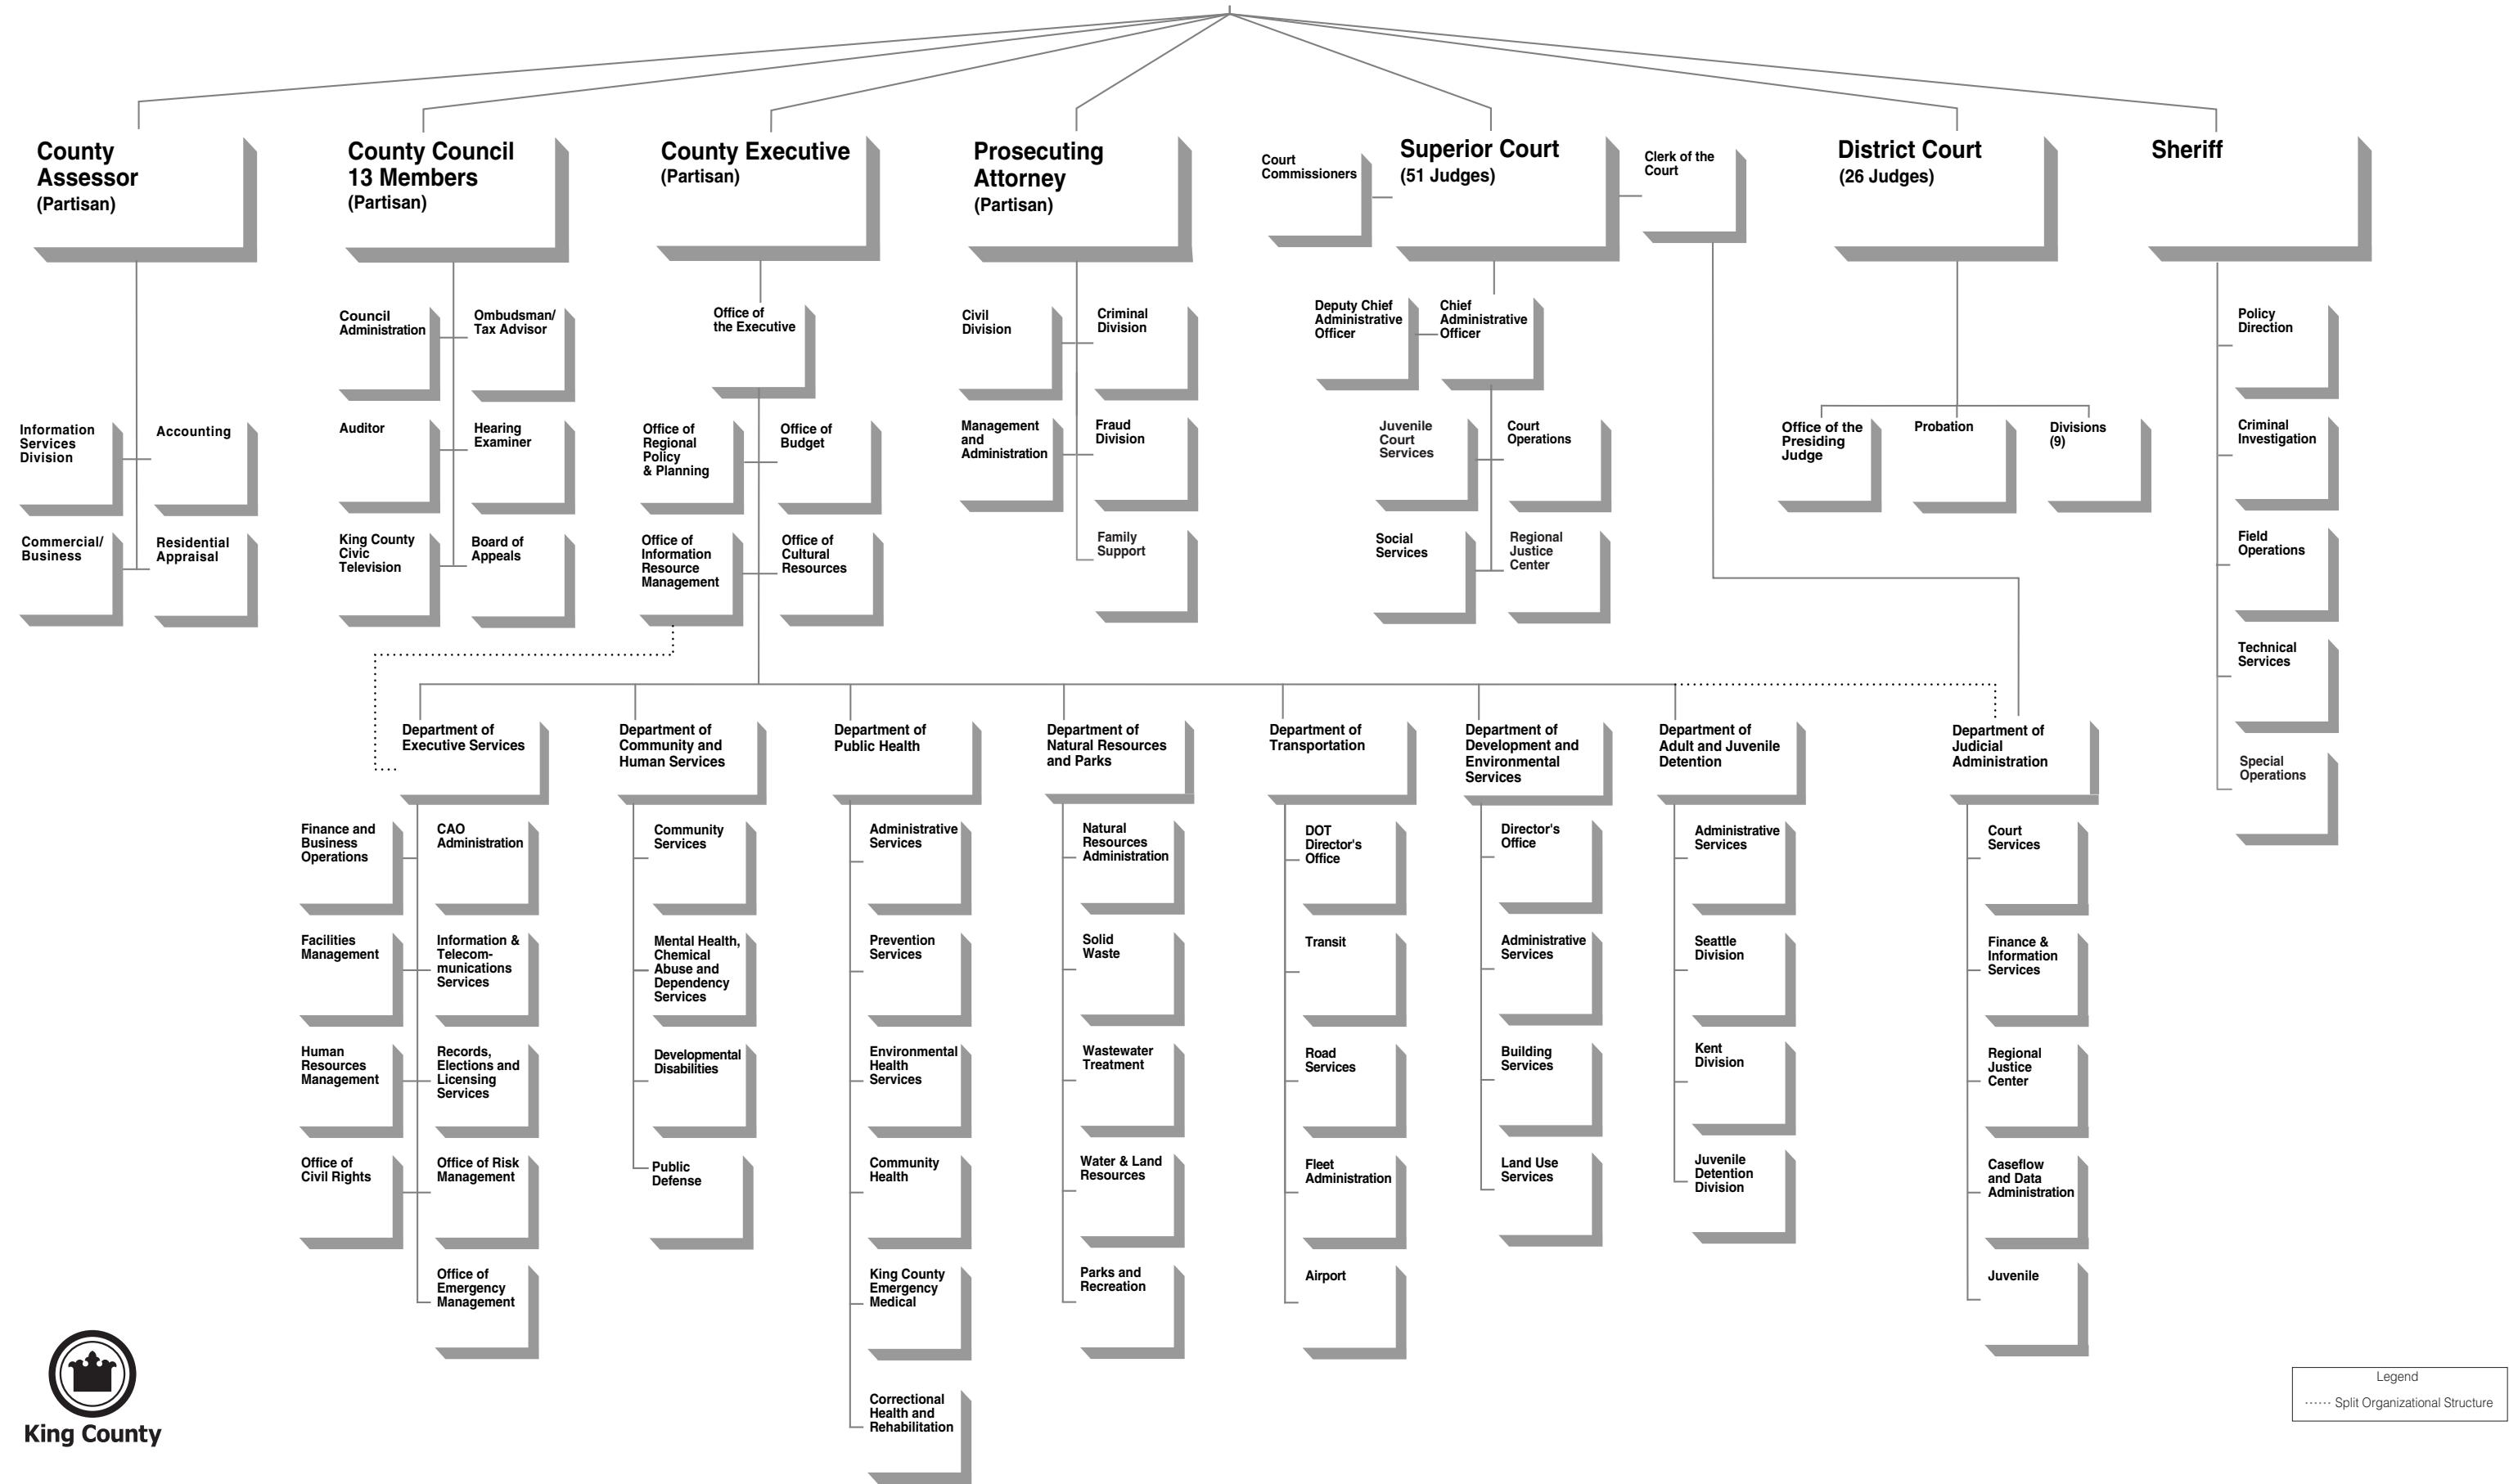 County
Assessor
(Partisan)
County Council
13 Members
(Partisan)
County Executive
(Partisan)
Prosecuting
Attorney
(Partisan)
Court
Commissioners
Superior Court
(51 Judges)
Clerk of the
Court
District Court
(26 Judges)
Sheriff
Information
Services
Division
Accounting
Commercial/
Business
Residential
Appraisal
Council
Administration
Ombudsman/
Tax Advisor
Auditor
Hearing
Examiner
King County
Civic
Television
Board of
Appeals
Office of
the Executive
Office of
Regional
Policy
& Planning
Office of
Budget
Office of
Information
Resource
Management
Office of
Cultural
Resources
Civil
Division
Criminal
Division
Management
and
Administration
Fraud
Division
Family
Support
Deputy Chief
Administrative
Officer
Chief
Administrative
Officer
Juvenile
Court
Services
Court
Operations
Social
Services
Regional
Justice
Center
Office of the
Presiding
Judge
Probation
Divisions
(9)
Policy
Direction
Criminal
Investigation
Field
Operations
Technical
Services
Special
Operations
Department of
Executive Services
Finance and
Business
Operations
CAO
Administration
Facilities
Management
Information &
Telecom-
munications
Services
Human
Resources
Management
Records,
Elections and
Licensing
Services
Office of
Civil Rights
Office of Risk
Management
Office of
Emergency
Management
Department of
Community and
Human Services
Community
Services
Mental Health,
Chemical
Abuse and
Dependency
Services
Developmental
Disabilities
Public
Defense
Department of
Public Health
Administrative
Services
Prevention
Services
Environmental
Health
Services
Community
Health
King County
Emergency
Medical
Correctional
Health and
Rehabilitation
Department of
Natural Resources
and Parks
Natural
Resources
Administration
Solid
Waste
Wastewater
Treatment
Water & Land
Resources
Parks and
Recreation
Department of
Transportation
DOT
Director's
Office
Transit
Road
Services
Fleet
Administration
Airport
Department of
Development and
Environmental
Services
Director's
Office
Administrative
Services
Building
Services
Land Use
Services
Department of
Adult and Juvenile
Detention
Administrative
Services
Seattle
Division
Kent
Division
Juvenile
Detention
Division
Department of
Judicial
Administration
Court
Services
Finance &
Information
Services
Regional
Justice
Center
Caseflow
and Data
Administration
Juvenile
King County
Legend
Split Organizational Structure